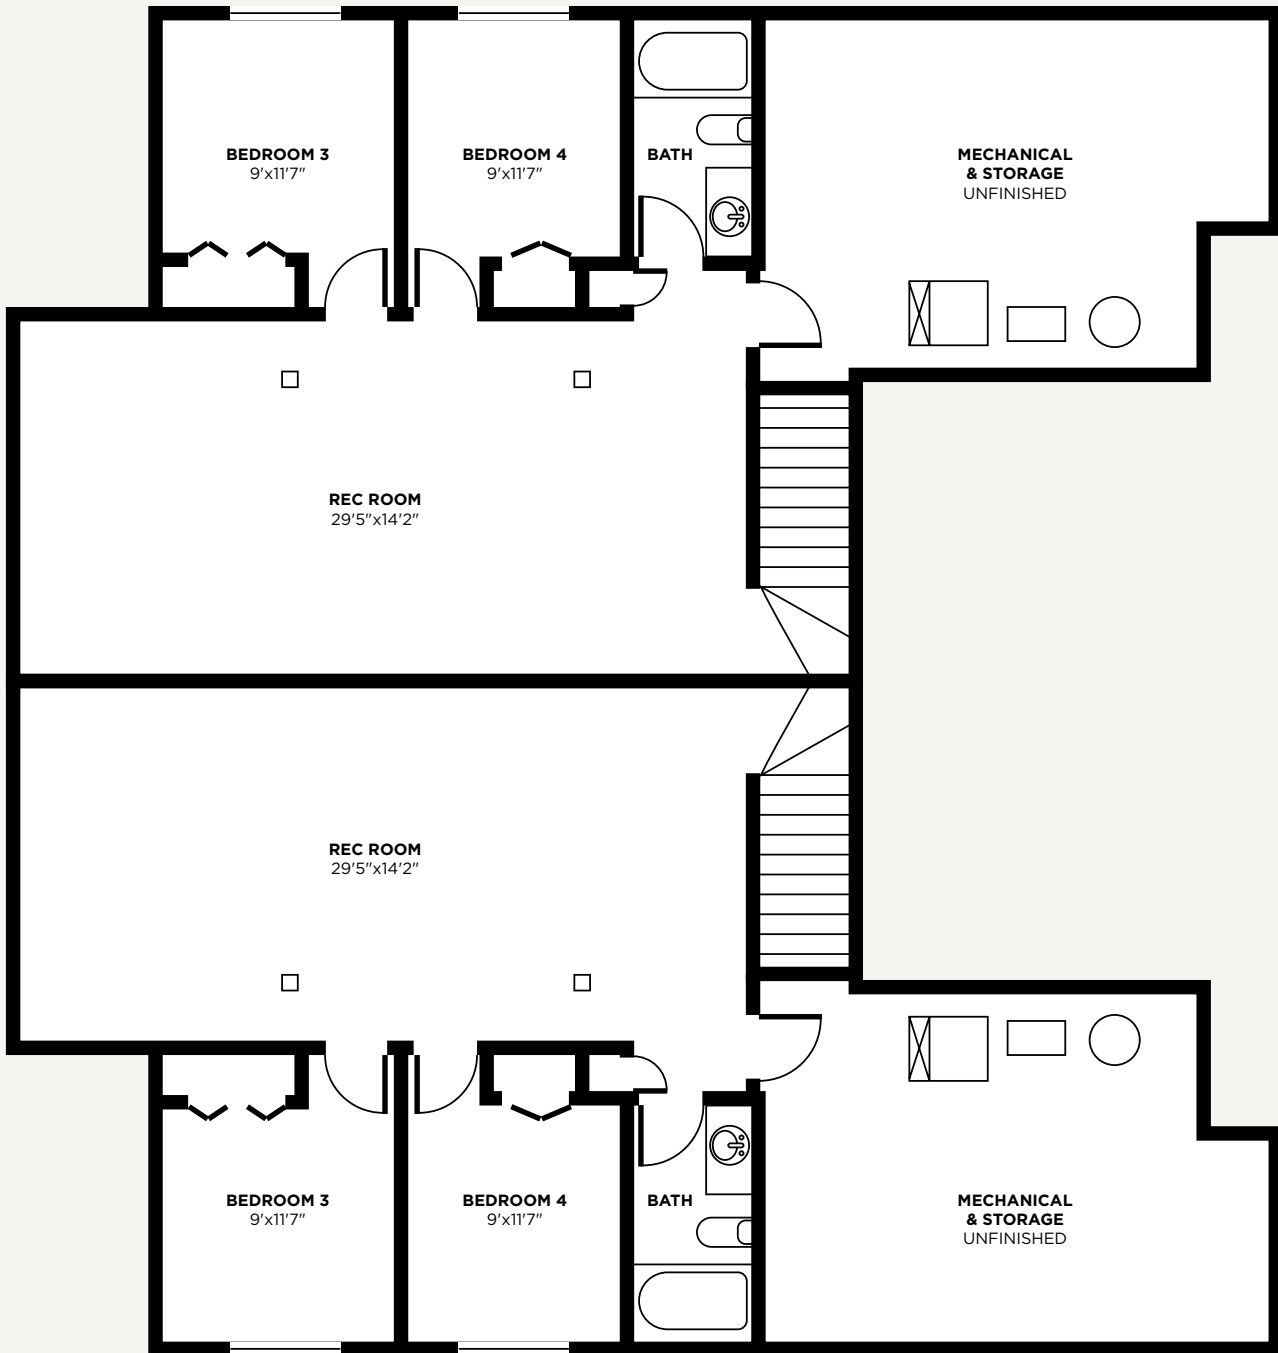 BEDROOM 3
9'x11'7"
BEDROOM 4
9'x11'7"
BATH
MECHANICAL
& STORAGE
UNFINISHED
REC ROOM
29'5"x14'2"
REC ROOM
29'5"x14'2"
BEDROOM 3
9'x11'7"
BEDROOM 4
9'x11'7"
BATH
MECHANICAL
& STORAGE
UNFINISHED